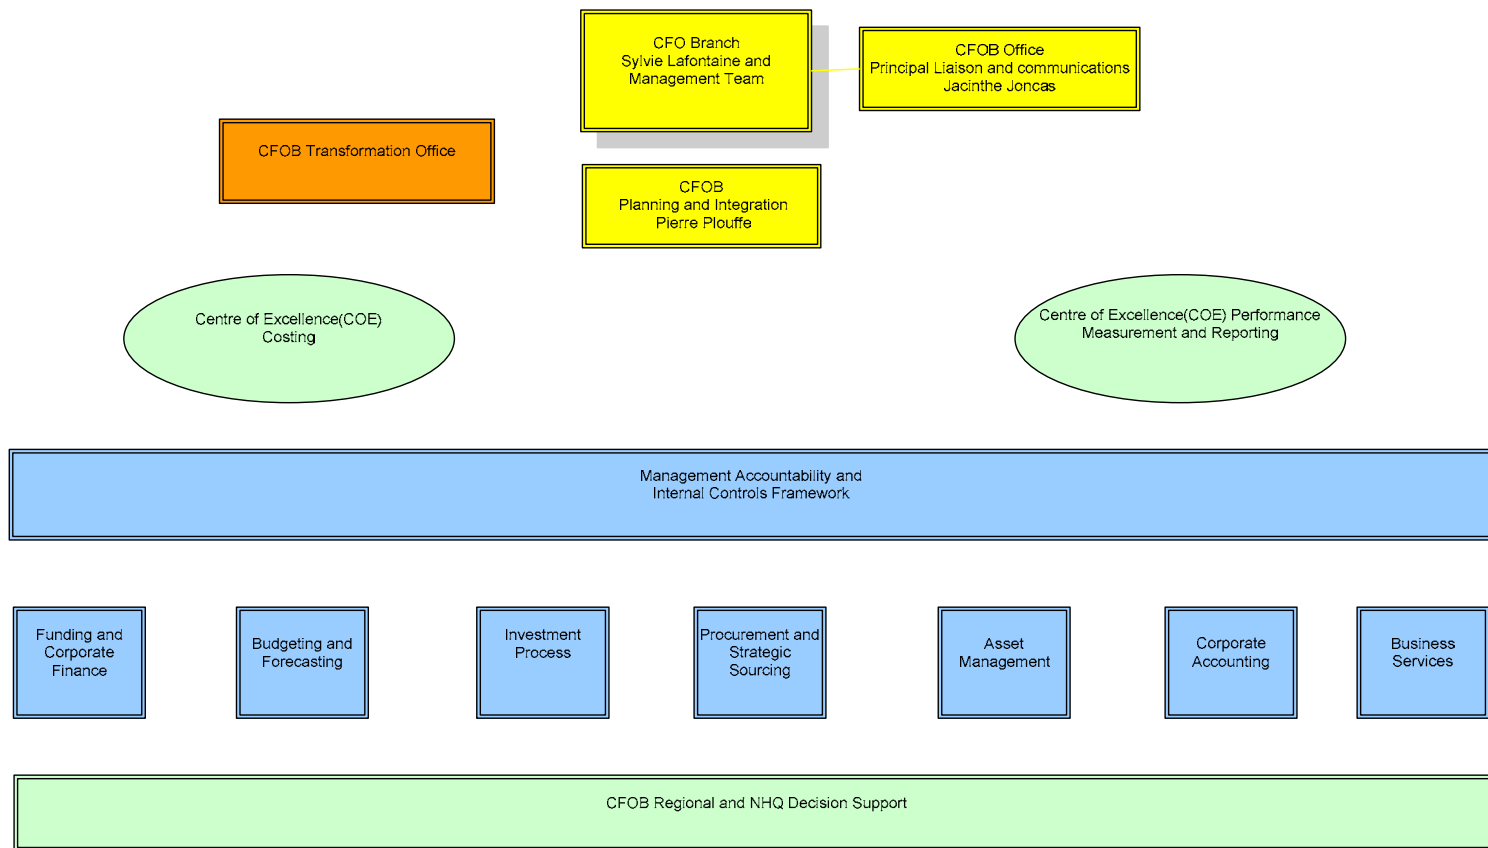 CFO Branch
Sylvie Lafontaine and
Management Team
CFOB Office
Principal Liaison and communications
Jacinthe Joncas
CFOB Transformation Office
CFOB
Planning and Integration
Pierre Plouffe
Centre of Excellence(COE)
Costing
Centre of Excellence(COE) Performance
Measurement and Reporting
Management Accountability and
Internal Controls Framework
Funding and
Corporate
Finance
Budgeting and
Forecasting
Investment
Process
Procurement and
Strategic
Sourcing
Asset
Management
Corporate
Accounting
Business
Services
CFOB Regional and NHQ Decision Support